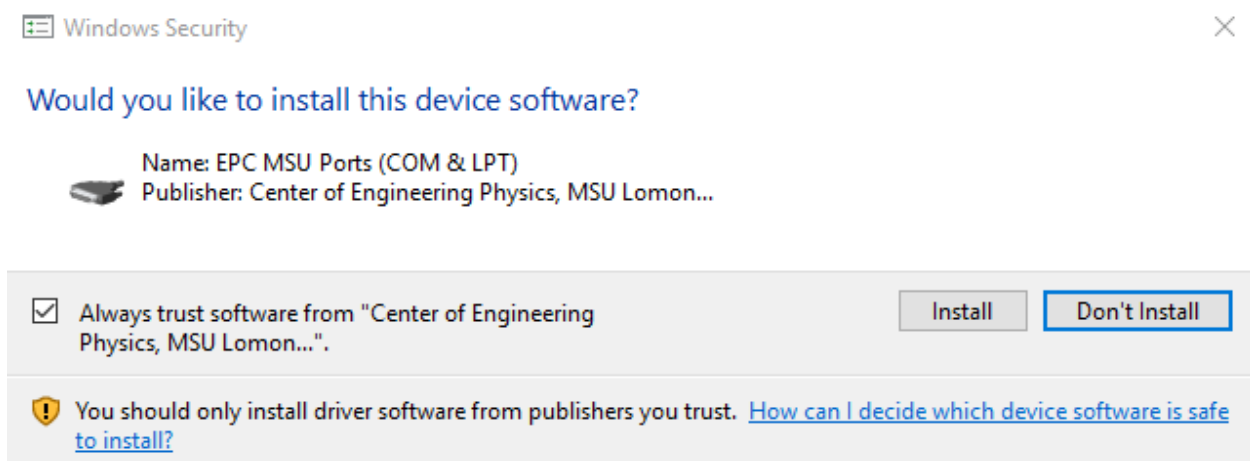 Windows Security
Would you like to install this device software?
Name: EPC MSU Ports (COM & LPT)
Publisher: Center of Engineering Physics, MSU Lomon...
Always trust software from "Center of Engineering
Physics, MSU Lomon...".
Install
Don't Install
You should only install driver software from publishers you trust. How can I decide which device software is safe
to install?